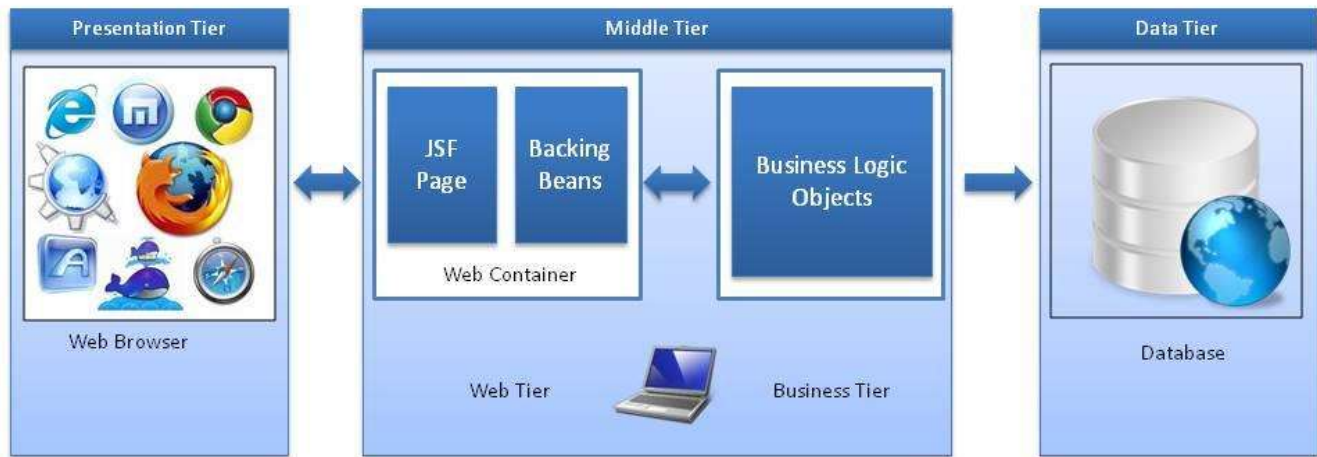 Presentation Tier
Web Browser
Middle Tier
JSF
Page
Backing
Beans
Web Container
Business Logic
Objects
Web Tier
Business Tier
Data Tier
Database